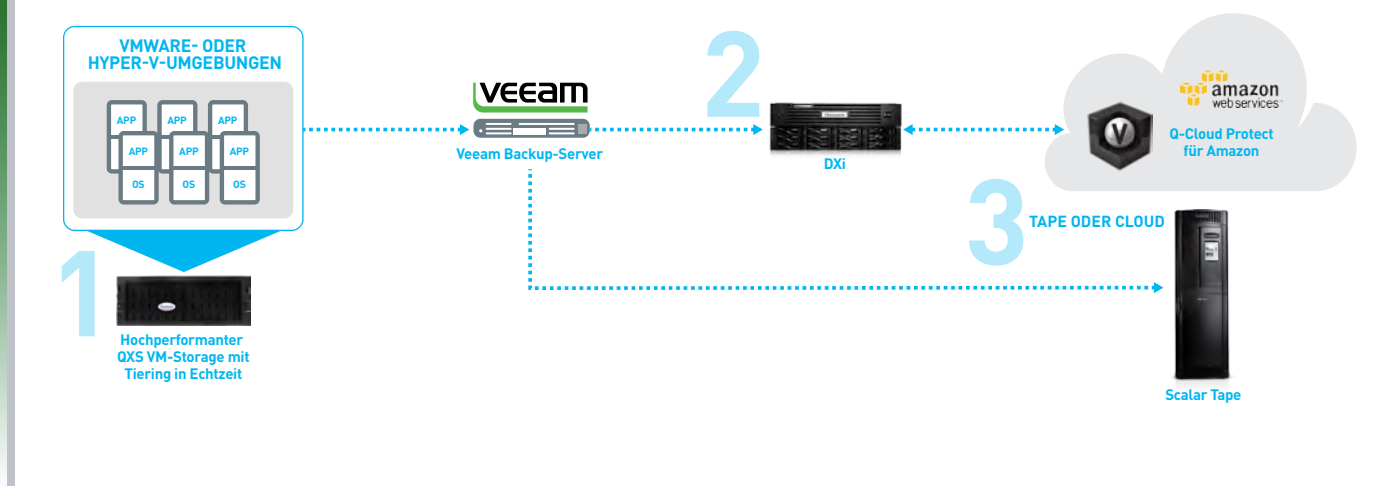 VMWARE- ODER
HYPER-V-UMGEBUNGEN
APP
APP
APP
APP
APP
APP
OS
OS
OS
1
Hochperformanter
QXS VM-Storage mit
Tiering in Echtzeit
veeam
Veeam Backup-Server
2
DXi
amazon
web services™
V
Q-Cloud Protect
für Amazon
3
TAPE ODER CLOUD
Scalar Tape